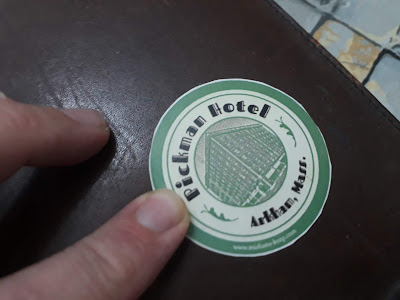 Pickman Hotel
Arkham, Mass.